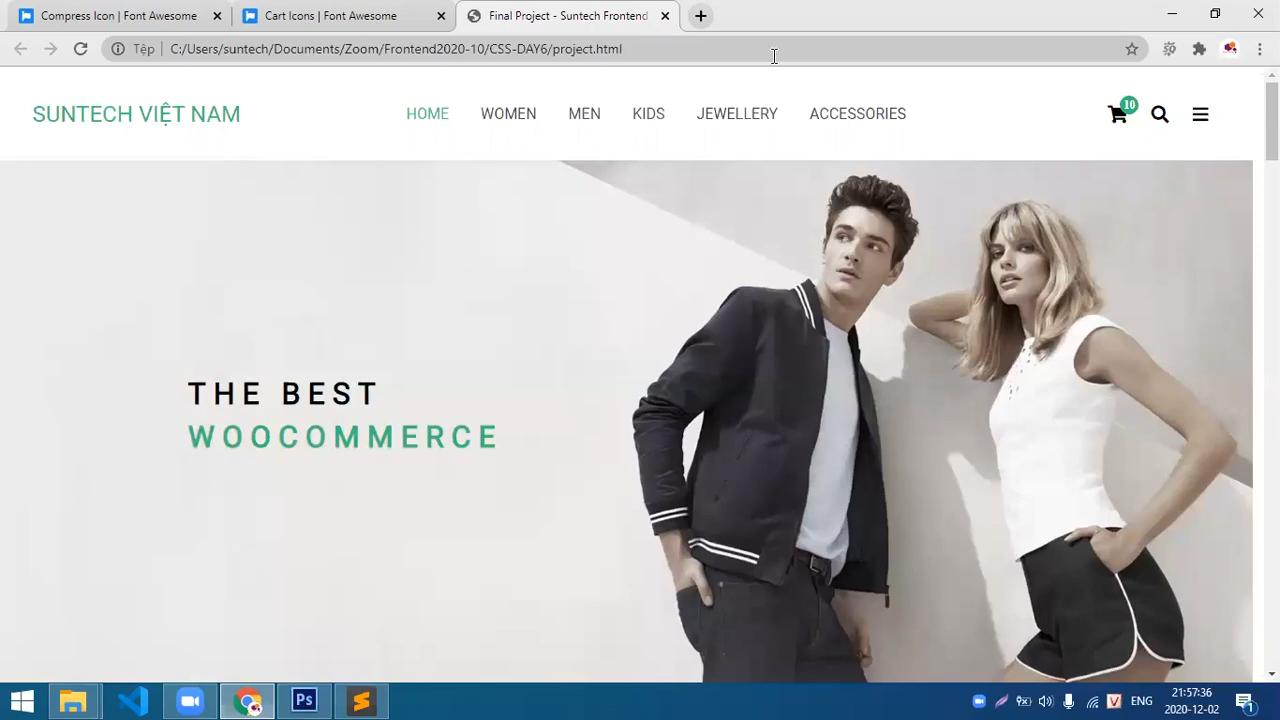 Compress Icon | Font Awesome
Cart Icons | Font Awesome
Final Project - Suntech Frontend
Tệp
C:/Users/suntech/Documents/Zoom/Frontend2020-10/CSS-DAY6/project.html
SUNTECH VIỆT NAM
HOME
WOMEN
MEN
KIDS
JEWELLERY
ACCESSORIES
10
THE BEST
WOOCOMMERCE
Ps
V
ENG
21:57:36
2020-12-02
1